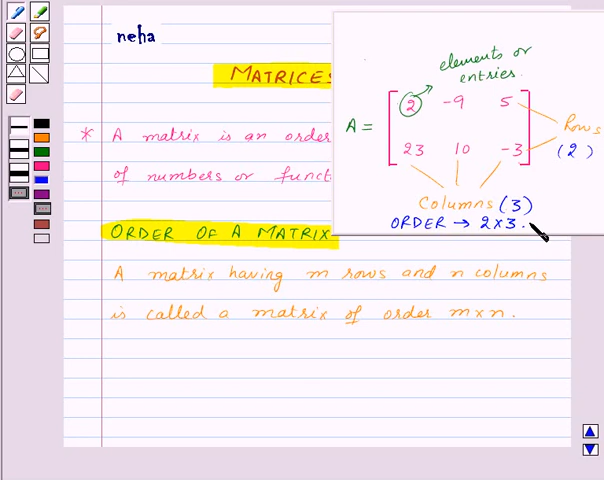 neha
MATRICES
* A matrix is an order
of numbers or funct
ORDER OF A MATRIX
A matrix having m rows and n columns
is called a matrix of order m×n.
elements or
entries.
A = [ 2 -9 5
23 10 -3 ]
Rows
(2)
Columns (3)
ORDER → 2×3.